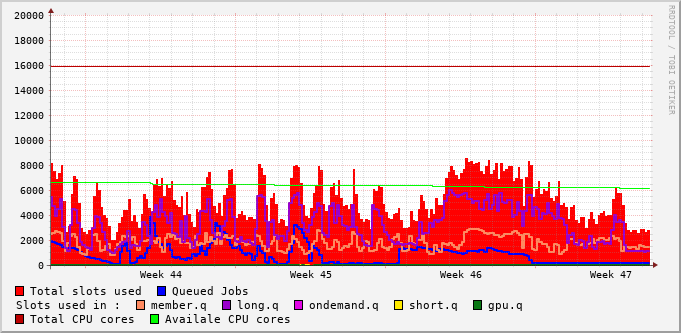 20000
18000
16000
14000
12000
10000
8000
6000
4000
2000
0
Week 44 Week 45 Week 46 Week 47
RRDTOOL / TOBI OETIKER
Total slots used Queued Jobs
Slots used in : member.q long.q ondemand.q short.q gpu.q
Total CPU cores Availale CPU cores